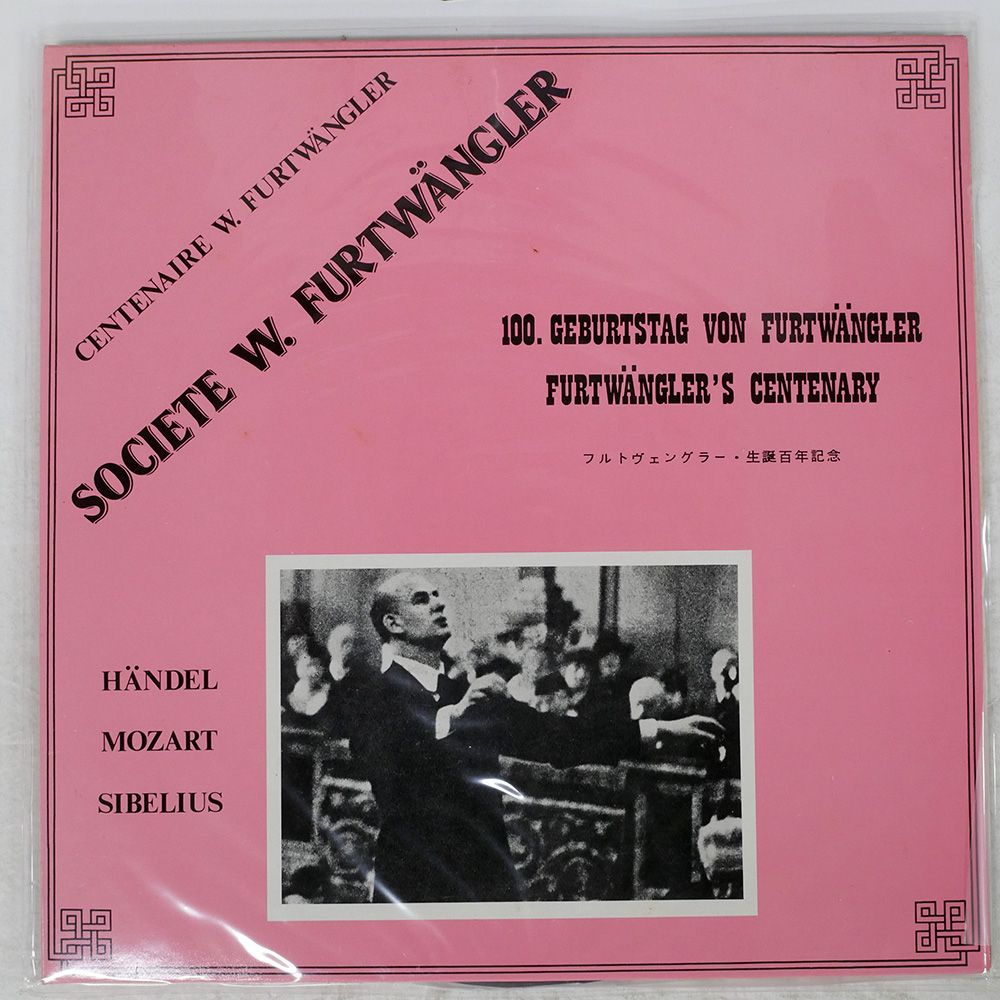 CENTENAIRE W. FURTWÄNGLER
SOCIETE W. FURTWÄNGLER
100. GEBURTSTAG VON FURTWÄNGLER
FURTWÄNGLER'S CENTENARY
フルトヴェングラー・生誕百年記念
HÄNDEL
MOZART
SIBELIUS